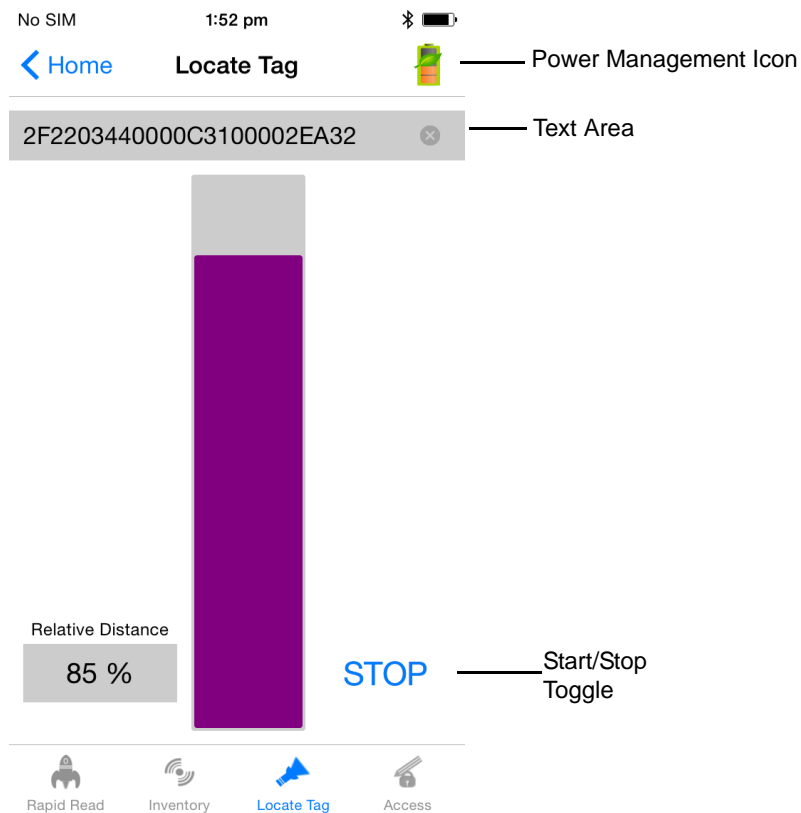 No SIM 1:52 pm
Home Locate Tag
Power Management Icon
2F2203440000C3100002EA32
Text Area
Relative Distance
85 %
STOP
Start/Stop
Toggle
Rapid Read Inventory Locate Tag Access